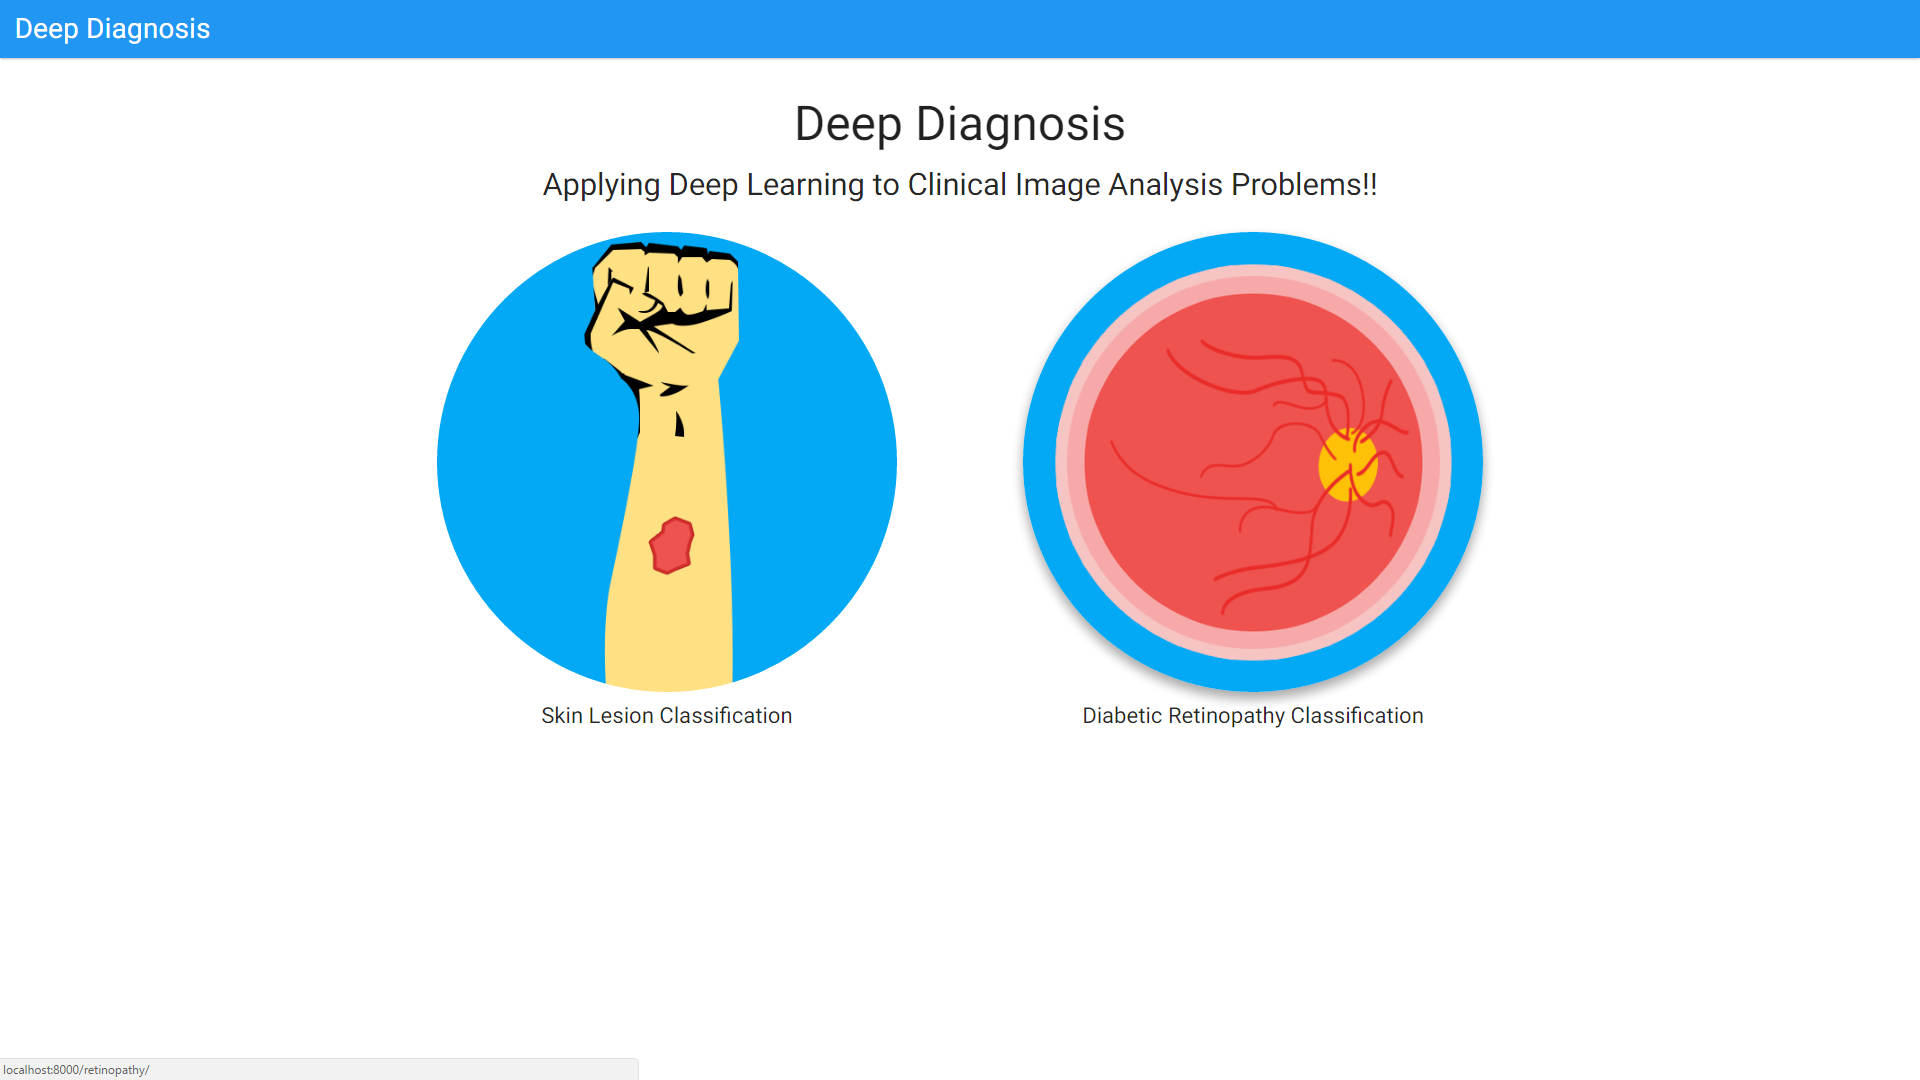 Deep Diagnosis
Deep Diagnosis
Applying Deep Learning to Clinical Image Analysis Problems!!
Skin Lesion Classification
Diabetic Retinopathy Classification
localhost:8000/retinopathy/